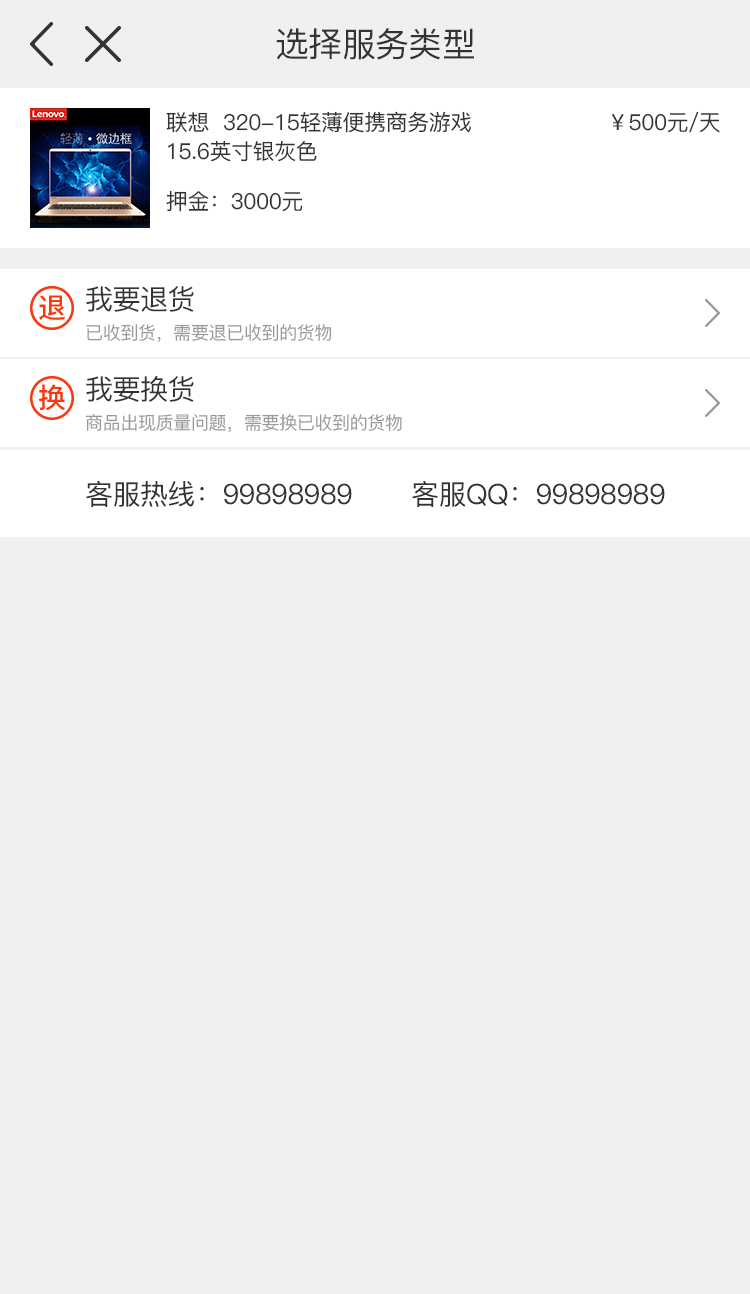 选择服务类型
Lenovo
轻薄·微边框
联想 320-15轻薄便携商务游戏
15.6英寸银灰色
¥500元/天
押金：3000元
退
我要退货
已收到货，需要退已收到的货物
换
我要换货
商品出现质量问题，需要换已收到的货物
客服热线：99898989 客服QQ：99898989